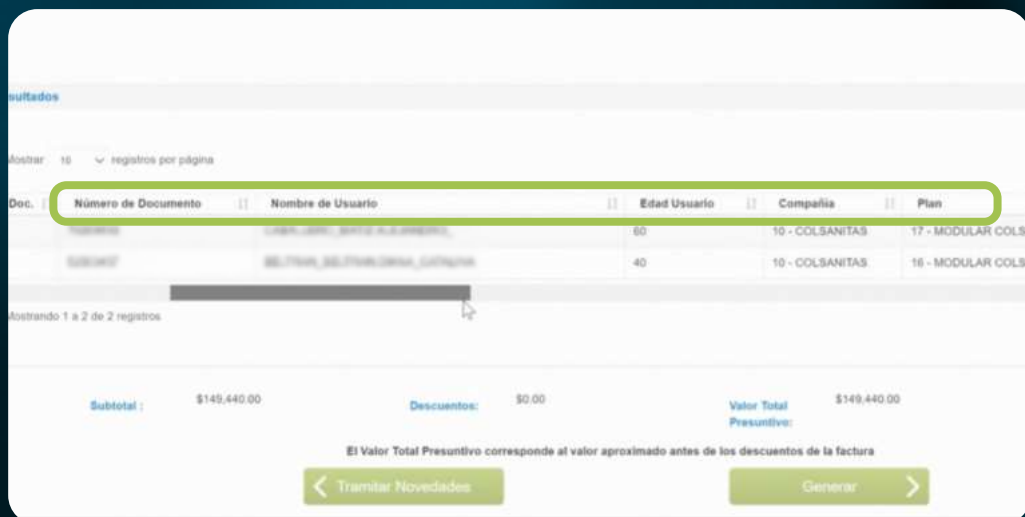 sultados
Mostrar 16 registros por página
Doc. Número de Documento Nombre de Usuario Edad Usuario Compañia Plan
60 10 - COLSANITAS 17 - MODULAR COLS
40 10 - COLSANITAS 16 - MODULAR COLS
Mostrando 1 a 2 de 2 registros
Subtotal : $149,440.00 Descuentos: $0.00 Valor Total Presuntivo: $149,440.00
El Valor Total Presuntivo corresponde al valor aproximado antes de los descuentos de la factura
Tramitar Novedades Generar